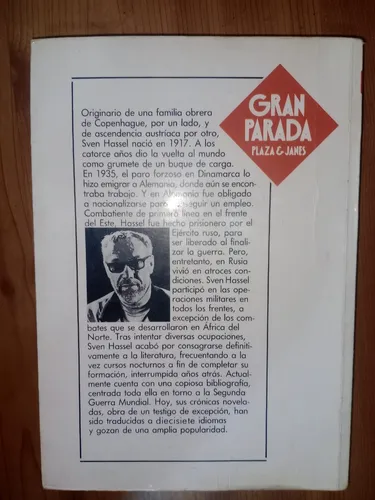 GRAN
PARADA
PLAZA & JANES
Originario de una familia obrera
de Copenhague, por un lado, y
de ascendencia austríaca por otro,
Sven Hassel nació en 1917. A los
catorce años dio la vuelta al mundo
como grumete de un buque de carga.
En 1935, el paro forzoso en Dinamarca lo
hizo emigrar a Alemania, donde aún se encon-
traba trabajo. Y en Alemania fue obligado
a nacionalizarse para conseguir un empleo.
Combatiente de primera línea en el frente
del Este, Hassel fue hecho prisionero por el
Ejército ruso, para
ser liberado al finali-
zar la guerra. Pero,
entretanto, en Rusia
vivió en atroces con-
diciones. Sven Hassel
participó en las ope-
raciones militares en
todos los frentes, a
excepción de los com-
bates que se desarrollaron en África del
Norte. Tras intentar diversas ocupaciones,
Sven Hassel acabó por consagrarse definiti-
vamente a la literatura, frecuentando a la
vez cursos nocturnos a fin de completar su
formación, interrumpida años atrás. Actual-
mente cuenta con una copiosa bibliografía,
centrada toda ella en torno a la Segunda
Guerra Mundial. Hoy, sus crónicas novela-
das, obra de un testigo de excepción, han
sido traducidas a diecisiete idiomas
y gozan de una amplia popularidad.